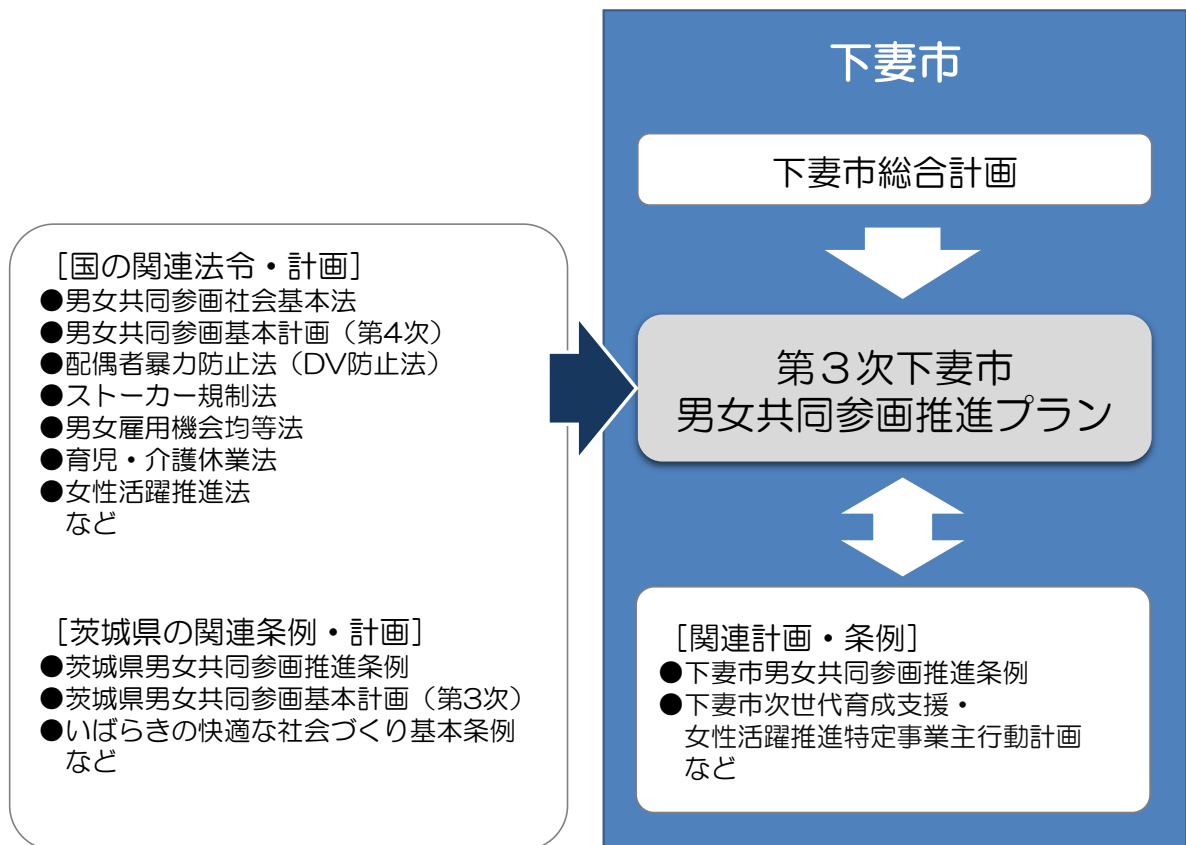 下妻市
下妻市総合計画
[国の関連法令・計画]
●男女共同参画社会基本法
●男女共同参画基本計画（第4次）
●配偶者暴力防止法（DV防止法）
●ストーカー規制法
●男女雇用機会均等法
●育児・介護休業法
●女性活躍推進法
など
[茨城県の関連条例・計画]
●茨城県男女共同参画推進条例
●茨城県男女共同参画基本計画（第3次）
●いばらきの快適な社会づくり基本条例
など
第３次下妻市
男女共同参画推進プラン
[関連計画・条例]
●下妻市男女共同参画推進条例
●下妻市次世代育成支援・
女性活躍推進特定事業主行動計画
など